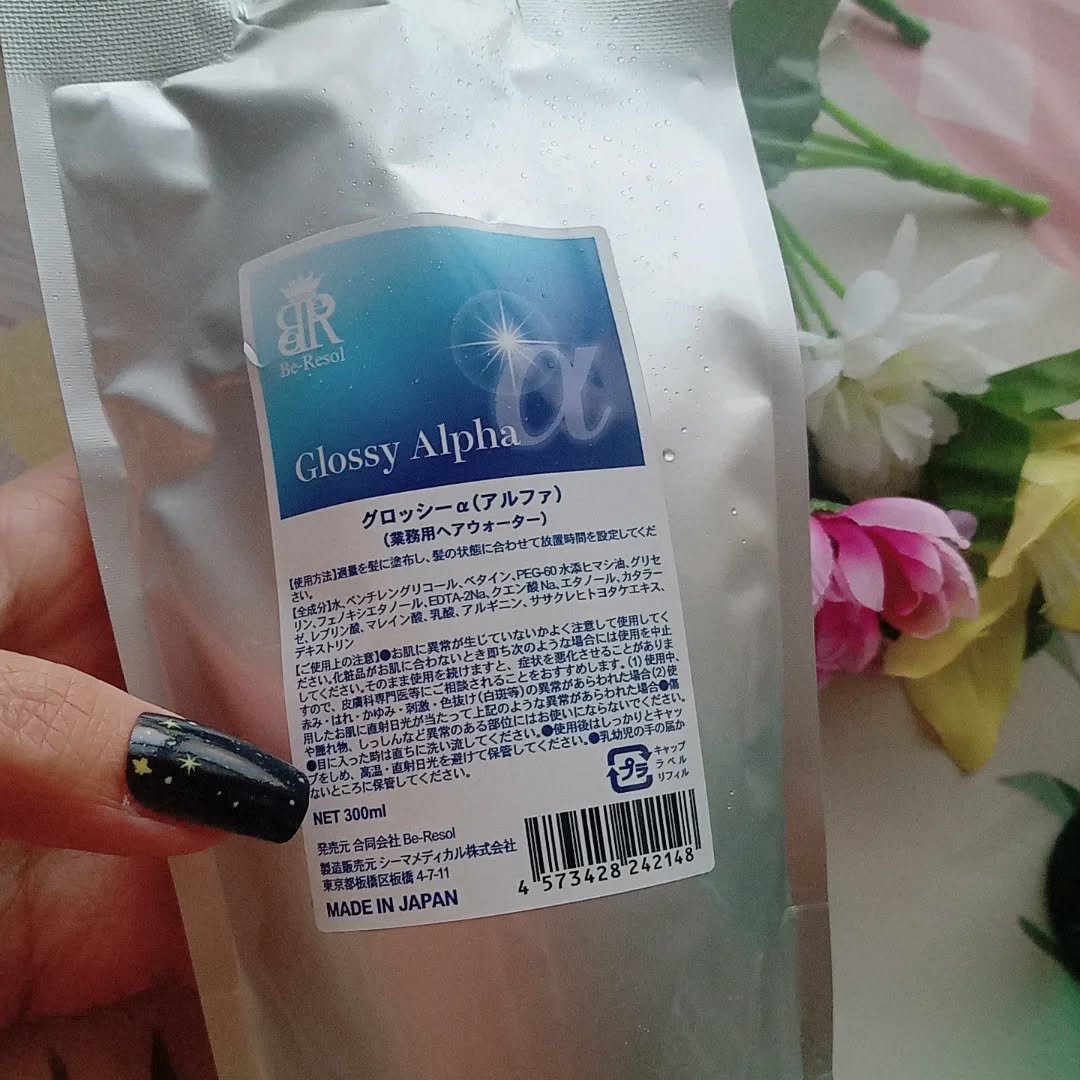 BR
Be-Resol
α
Glossy Alpha
グロッシーα(アルファ)
(業務用ヘアウォーター)
【使用方法】適量を髪に塗布し、髪の状態に合わせて放置時間を設定してくだ
さい。
【全成分】水、ペンチレングリコール、ベタイン、PEG-60水添ヒマシ油、グリセ
リン、フェノキシエタノール、EDTA-2Na、クエン酸Na、エタノール、カタラー
ゼ、レブリン酸、マレイン酸、乳酸、アルギニン、ササクレヒトヨタケエキス、
デキストリン
【ご使用上の注意】●お肌に異常が生じていないかよく注意して使用してく
ださい。化粧品がお肌に合わないとき即ち次のような場合には使用を中止
してください。そのまま使用を続けますと、症状を悪化させることがありま
すので、皮膚科専門医等にご相談されることをおすすめします。(1)使用中、
赤み・はれ・かゆみ・刺激・色抜け(白斑等)の異常があらわれた場合(2)使
用したお肌に直射日光が当たって上記のような異常があらわれた場合●傷
や腫れ物、しっしんなど異常のある部位にはお使いにならないでください。
●目に入った時は直ちに洗い流してください。●使用後はしっかりとキャッ
プをしめ、高温・直射日光を避けて保管してください。●乳幼児の手の届か
ないところに保管してください。
プラ
キャップ
ラベル
リフィル
NET 300ml
発売元 合同会社 Be-Resol
製造販売元 シーマメディカル株式会社
東京都板橋区板橋 4-7-11
MADE IN JAPAN
4 573428 242148